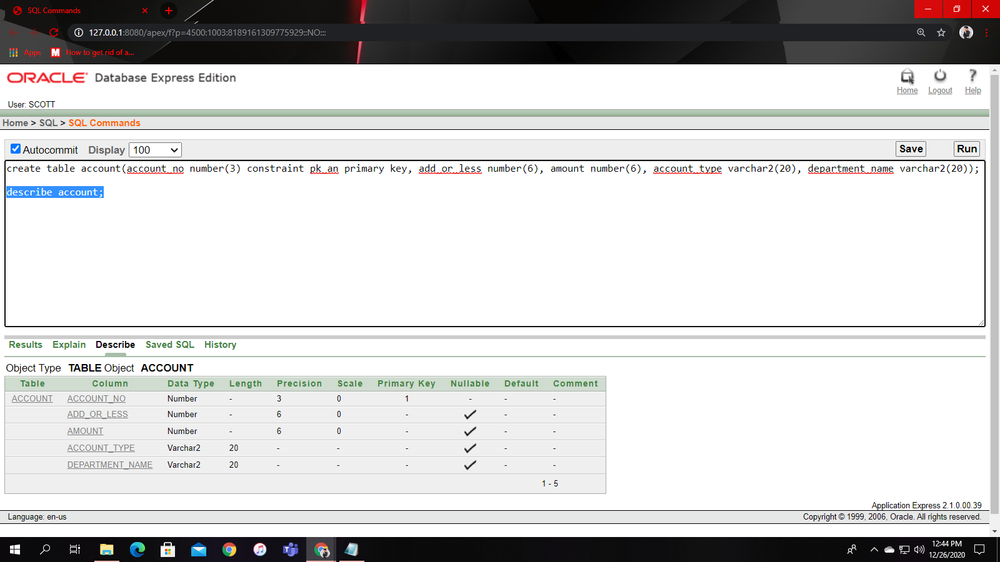 SQL Commands
127.0.0.1:8080/apex/f?p=4500:1003:8189161309775929::NO:::
Apps M How to get rid of a...
ORACLE Database Express Edition
Home Logout Help
User: SCOTT
Home > SQL > SQL Commands
Autocommit Display 100 Save Run
create table account(account_no number(3) constraint pk_an primary key, add_or_less number(6), amount number(6), account_type varchar2(20), department_name varchar2(20));
describe account;
Results Explain Describe Saved SQL History
Object Type TABLE Object ACCOUNT
Table Column Data Type Length Precision Scale Primary Key Nullable Default Comment
ACCOUNT ACCOUNT_NO Number - 3 0 1 - - -
ADD_OR_LESS Number - 6 0 - - -
AMOUNT Number - 6 0 - - -
ACCOUNT_TYPE Varchar2 20 - - - - -
DEPARTMENT_NAME Varchar2 20 - - - - -
1 - 5
Application Express 2.1.0.00.39
Language: en-us Copyright © 1999, 2006, Oracle. All rights reserved.
12:44 PM
12/26/2020